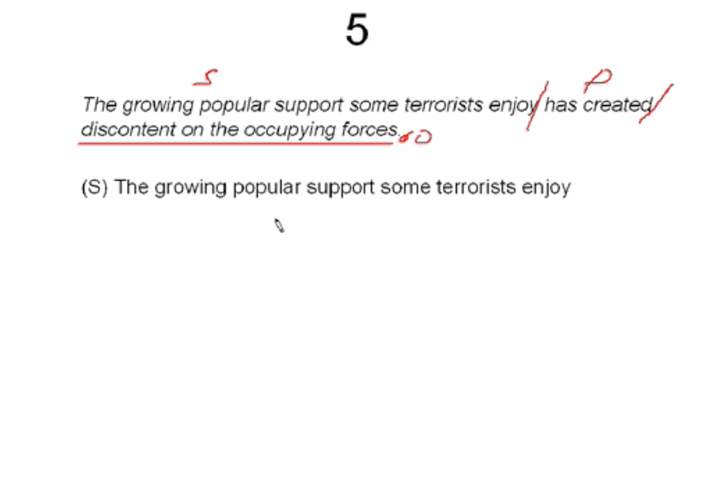 5
S P
The growing popular support some terrorists enjoy has created
discontent on the occupying forces.
O
(S) The growing popular support some terrorists enjoy